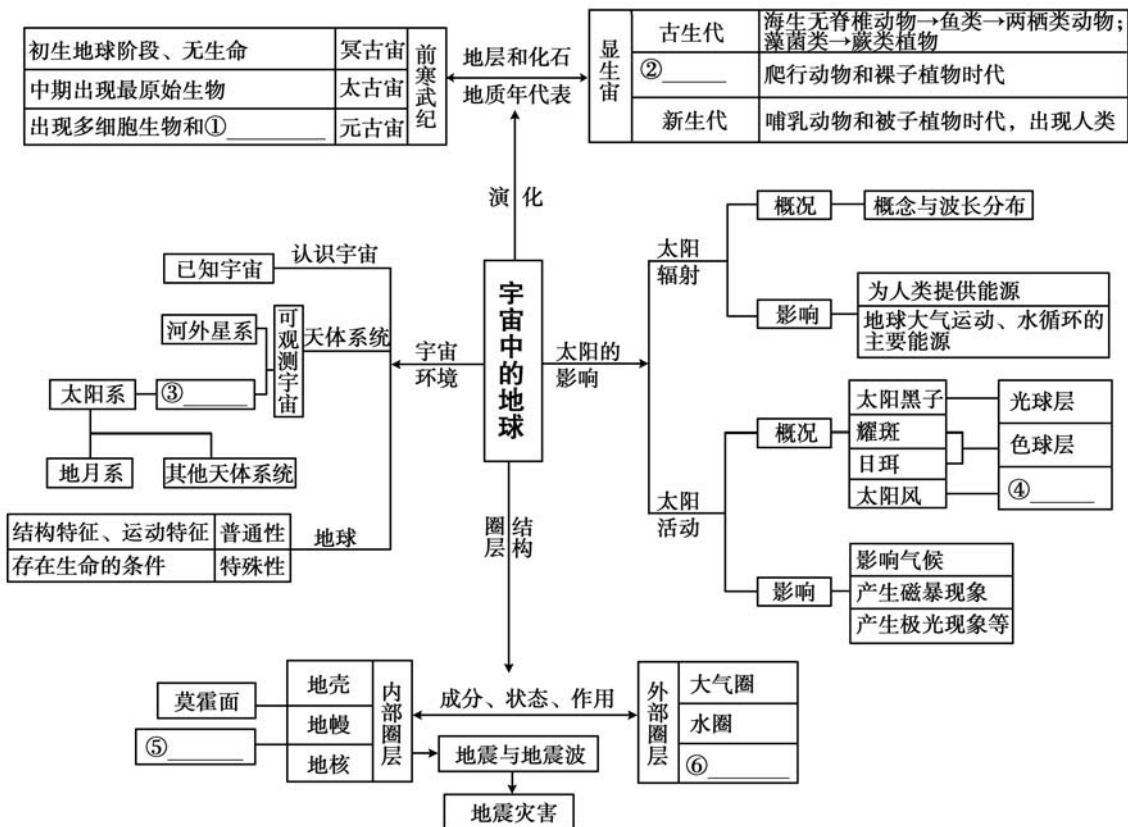 初生地球阶段、无生命
冥古宙
中期出现最原始生物
太古宙
出现多细胞生物和①________
元古宙
前寒武纪
地层和化石
地质年代表
显生宙
古生代
海生无脊椎动物→鱼类→两栖类动物；
藻菌类→蕨类植物
②______
爬行动物和裸子植物时代
新生代
哺乳动物和被子植物时代，出现人类
演化
宇宙中的地球
已知宇宙
认识宇宙
河外星系
可观测宇宙
天体系统
太阳系
③______
地月系
其他天体系统
宇宙
环境
结构特征、运动特征
普通性
存在生命的条件
特殊性
地球
太阳的
影响
太阳
辐射
概况
概念与波长分布
影响
为人类提供能源
地球大气运动、水循环的
主要能源
太阳
活动
概况
太阳黑子
耀斑
日珥
太阳风
光球层
色球层
④______
影响
影响气候
产生磁暴现象
产生极光现象等
圈层
结构
莫霍面
⑤______
地壳
地幔
地核
内部圈层
成分、状态、作用
地震与地震波
地震灾害
外部圈层
大气圈
水圈
⑥______